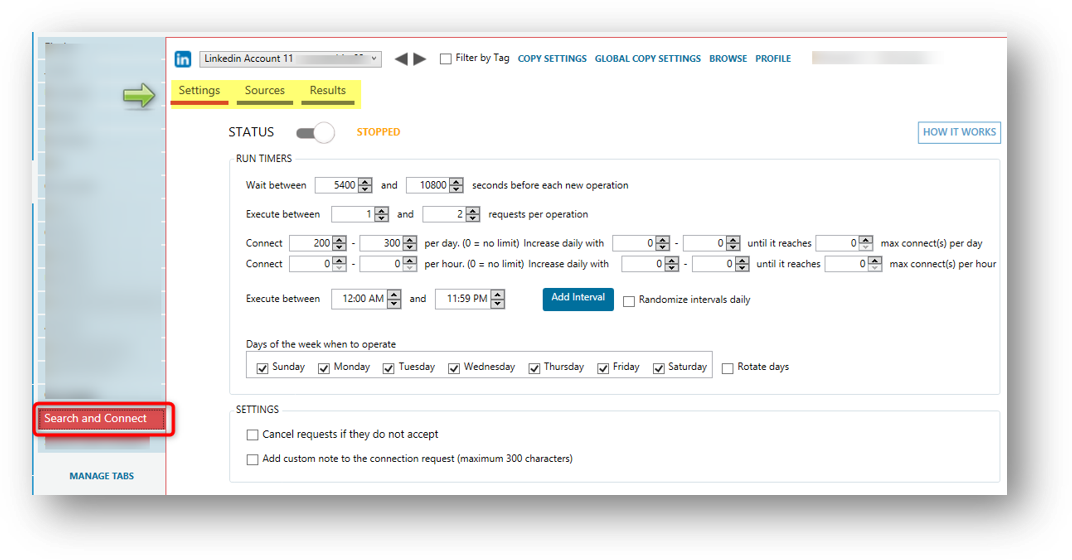 in Linkedin Account 11 Filter by Tag COPY SETTINGS GLOBAL COPY SETTINGS BROWSE PROFILE
Settings Sources Results
STATUS STOPPED HOW IT WORKS
RUN TIMERS
Wait between 5400 and 10800 seconds before each new operation
Execute between 1 and 2 requests per operation
Connect 200 - 300 per day. (0 = no limit) Increase daily with 0 - 0 until it reaches 0 max connect(s) per day
Connect 0 - 0 per hour. (0 = no limit) Increase daily with 0 - 0 until it reaches 0 max connect(s) per hour
Execute between 12:00 AM and 11:59 PM Add Interval Randomize intervals daily
Days of the week when to operate
Sunday Monday Tuesday Wednesday Thursday Friday Saturday Rotate days
SETTINGS
Search and Connect
Cancel requests if they do not accept
Add custom note to the connection request (maximum 300 characters)
MANAGE TABS